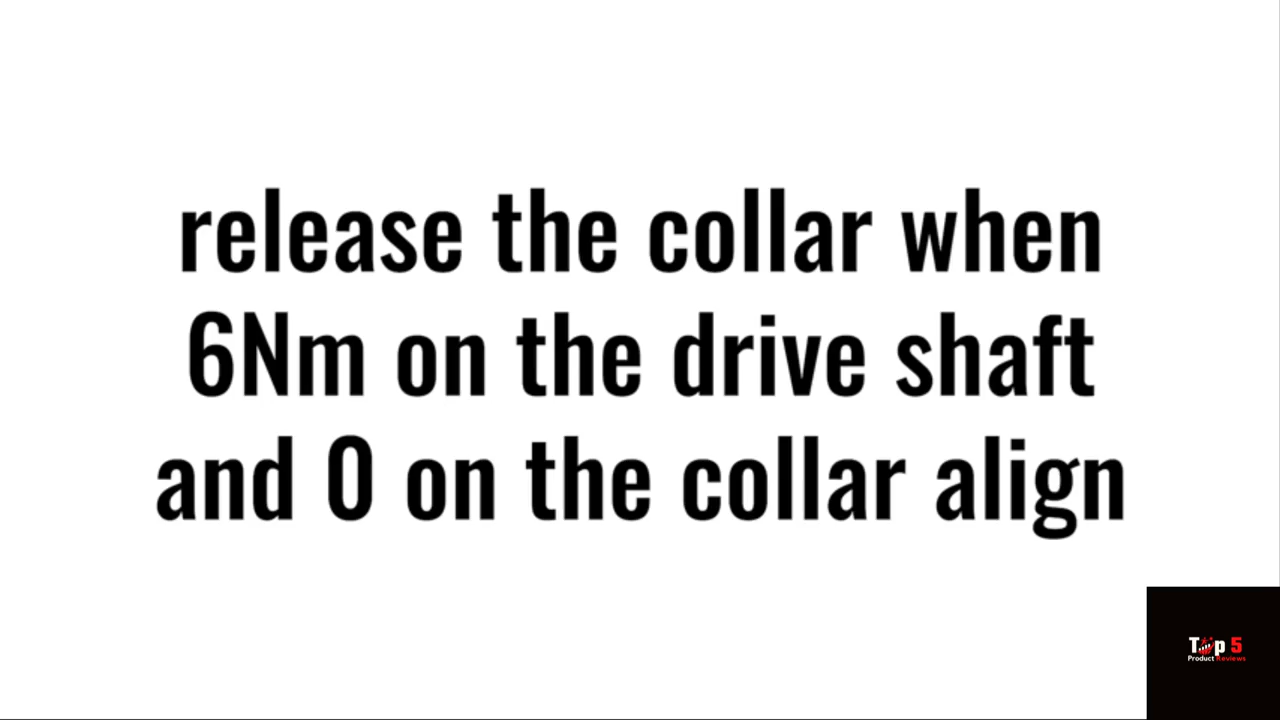 release the collar when
6Nm on the drive shaft
and 0 on the collar align
Top 5
Product Reviews